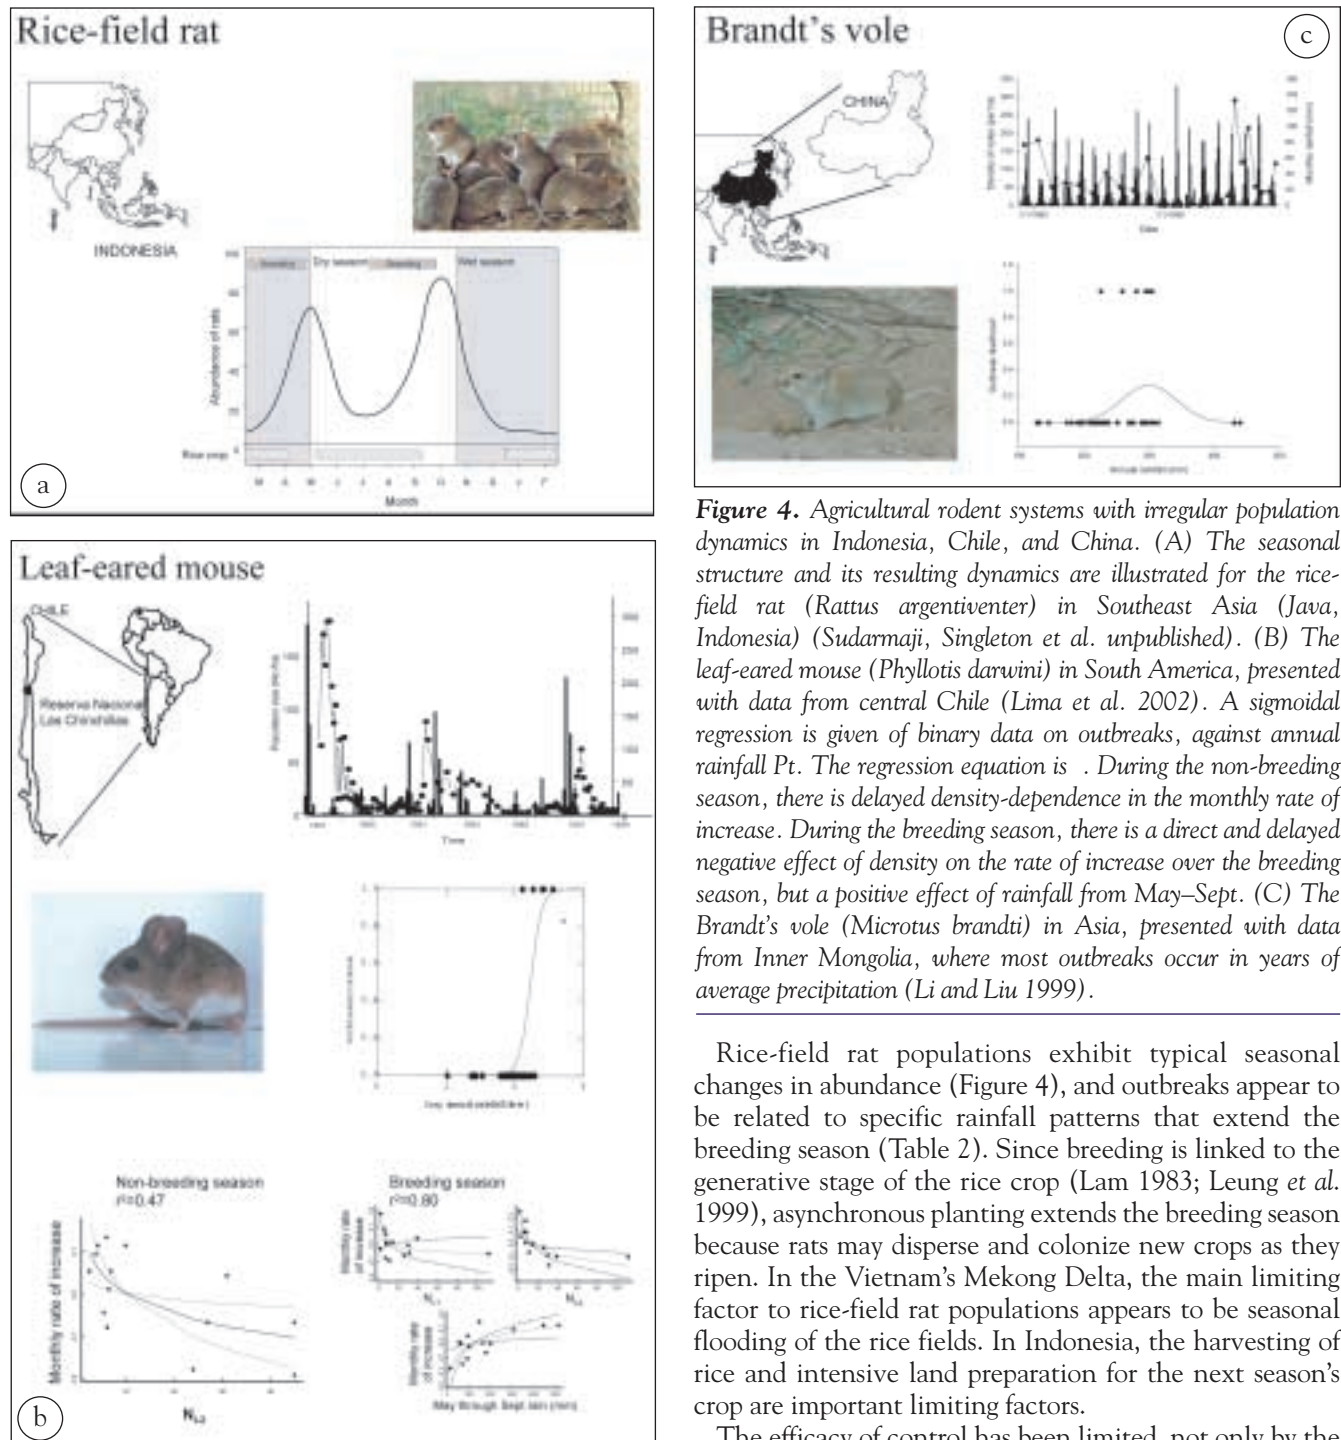 Rice-field rat
INDONESIA
Dry season
Wet season
Abundance of rats
Rice crop
Month
a
Leaf-eared mouse
CHILE
Reserva Nacional
Las Chinchillas
Time
Non-breeding season
r²=0.47
Monthly rate of increase
Breeding season
r²=0.80
Monthly rate
of increase
Monthly rate
of increase
May through Sept rain (mm)
b
Brandt's vole
c
CHINA
Date
Annual rainfall (mm)
Figure 4. Agricultural rodent systems with irregular population
dynamics in Indonesia, Chile, and China. (A) The seasonal
structure and its resulting dynamics are illustrated for the rice-
field rat (Rattus argentiventer) in Southeast Asia (Java,
Indonesia) (Sudarmaji, Singleton et al. unpublished). (B) The
leaf-eared mouse (Phyllotis darwini) in South America, presented
with data from central Chile (Lima et al. 2002). A sigmoidal
regression is given of binary data on outbreaks, against annual
rainfall Pt. The regression equation is . During the non-breeding
season, there is delayed density-dependence in the monthly rate of
increase. During the breeding season, there is a direct and delayed
negative effect of density on the rate of increase over the breeding
season, but a positive effect of rainfall from May–Sept. (C) The
Brandt's vole (Microtus brandti) in Asia, presented with data
from Inner Mongolia, where most outbreaks occur in years of
average precipitation (Li and Liu 1999).
Rice-field rat populations exhibit typical seasonal
changes in abundance (Figure 4), and outbreaks appear to
be related to specific rainfall patterns that extend the
breeding season (Table 2). Since breeding is linked to the
generative stage of the rice crop (Lam 1983; Leung et al.
1999), asynchronous planting extends the breeding season
because rats may disperse and colonize new crops as they
ripen. In the Vietnam's Mekong Delta, the main limiting
factor to rice-field rat populations appears to be seasonal
flooding of the rice fields. In Indonesia, the harvesting of
rice and intensive land preparation for the next season's
crop are important limiting factors.
The efficacy of control has been limited, not only by the